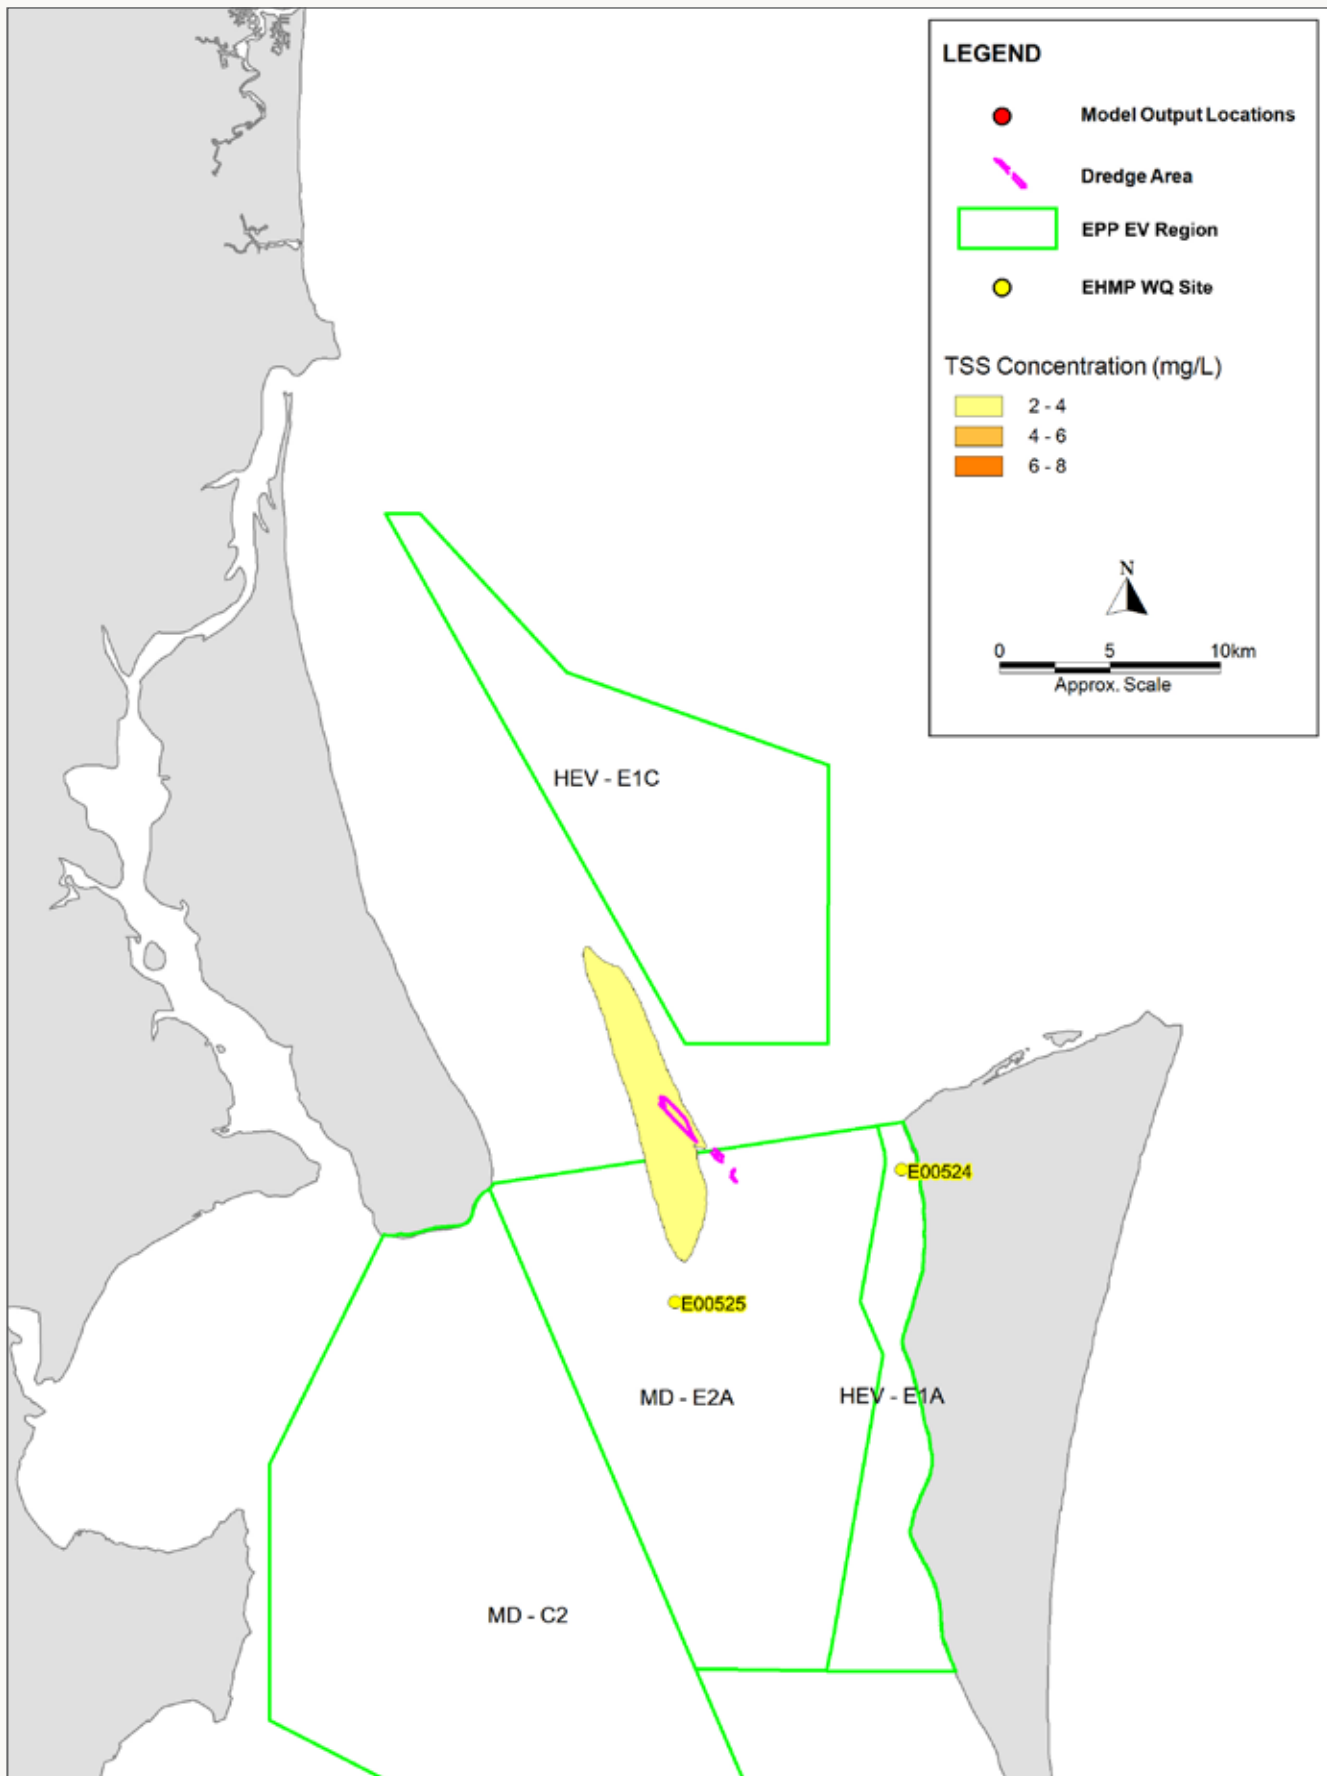 LEGEND
Model Output Locations
Dredge Area
EPP EV Region
EHMP WQ Site
TSS Concentration (mg/L)
2 - 4
4 - 6
6 - 8
N
0 5 10km
Approx. Scale
HEV - E1C
E00524
E00525
MD - E2A
HEV - E1A
MD - C2